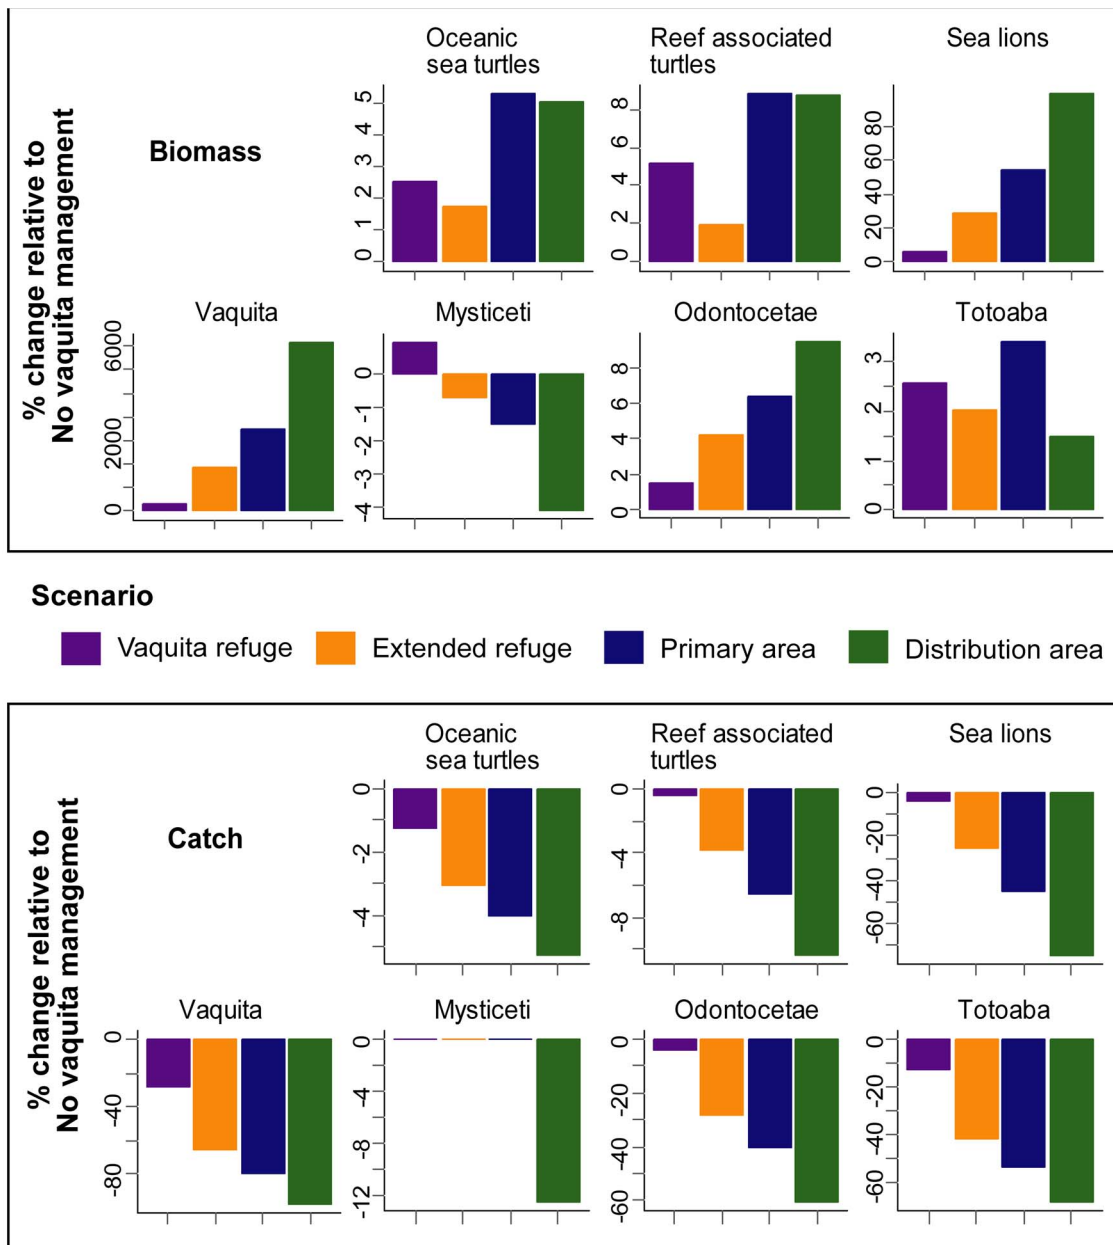 % change relative to
No vaquita management
Biomass
Oceanic
sea turtles
5
4
3
2
1
0
Reef associated
turtles
8
6
4
2
0
Sea lions
80
60
40
20
0
Vaquita
6000
2000
0
Mysticeti
0
-1
-2
-3
-4
Odontocetae
8
6
4
2
0
Totoaba
3
2
1
0
Scenario
Vaquita refuge Extended refuge Primary area Distribution area
% change relative to
No vaquita management
Catch
Oceanic
sea turtles
0
-2
-4
Reef associated
turtles
0
-4
-8
Sea lions
0
-20
-40
-60
Vaquita
0
-40
-80
Mysticeti
0
-4
-8
-12
Odontocetae
0
-20
-40
-60
Totoaba
0
-20
-40
-60